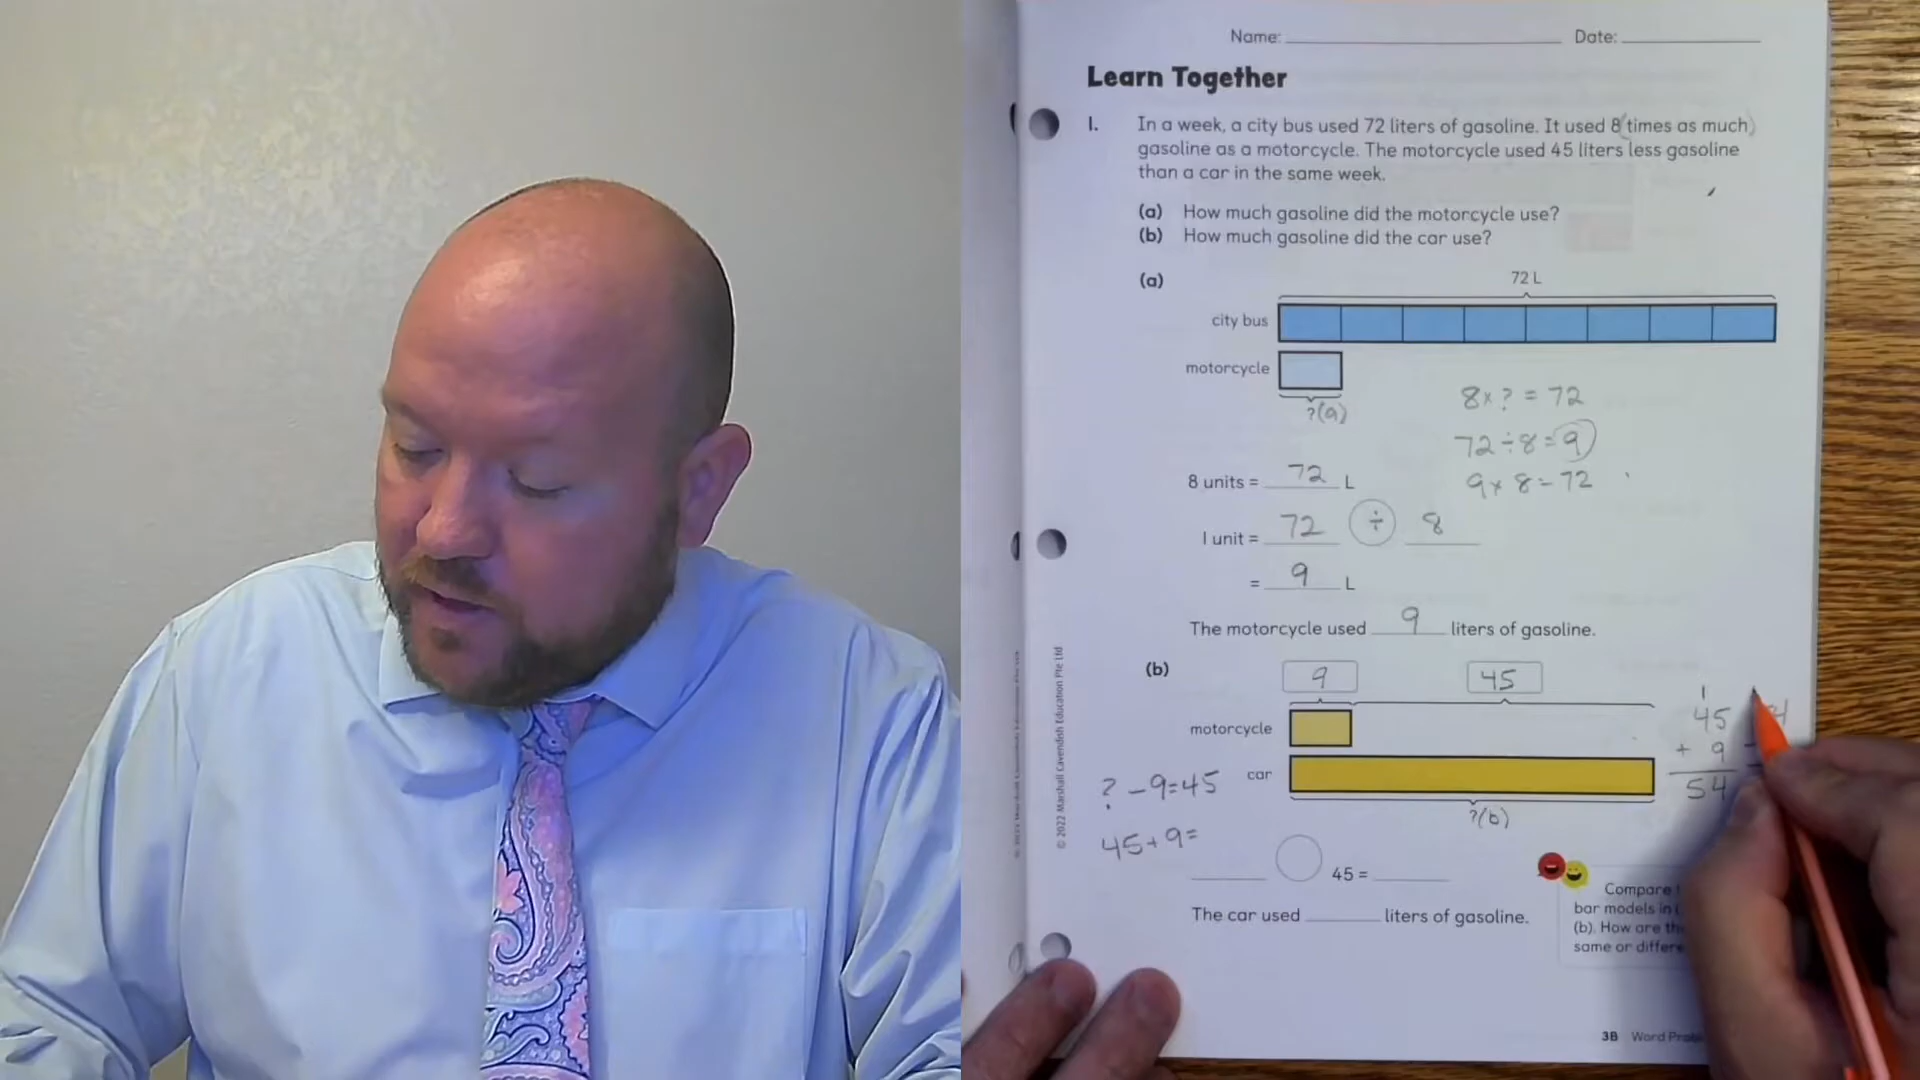 Name: Date:
Learn Together
1. In a week, a city bus used 72 liters of gasoline. It used 8 times as much
gasoline as a motorcycle. The motorcycle used 45 liters less gasoline
than a car in the same week.
(a) How much gasoline did the motorcycle use?
(b) How much gasoline did the car use?
(a) 72 L
city bus
motorcycle
?(a)
8 × ? = 72
72 ÷ 8 = 9
9 × 8 = 72
8 units = 72 L
1 unit = 72 ÷ 8
= 9 L
The motorcycle used 9 liters of gasoline.
(b) 9 45
motorcycle
car
?(b)
1
45
+ 9
54
? - 9 = 45
45 + 9 =
45 =
The car used liters of gasoline.
Compare
bar models in
(b). How are
same or
3B Word
© 2022 Marshall Cavendish Education Pte Ltd